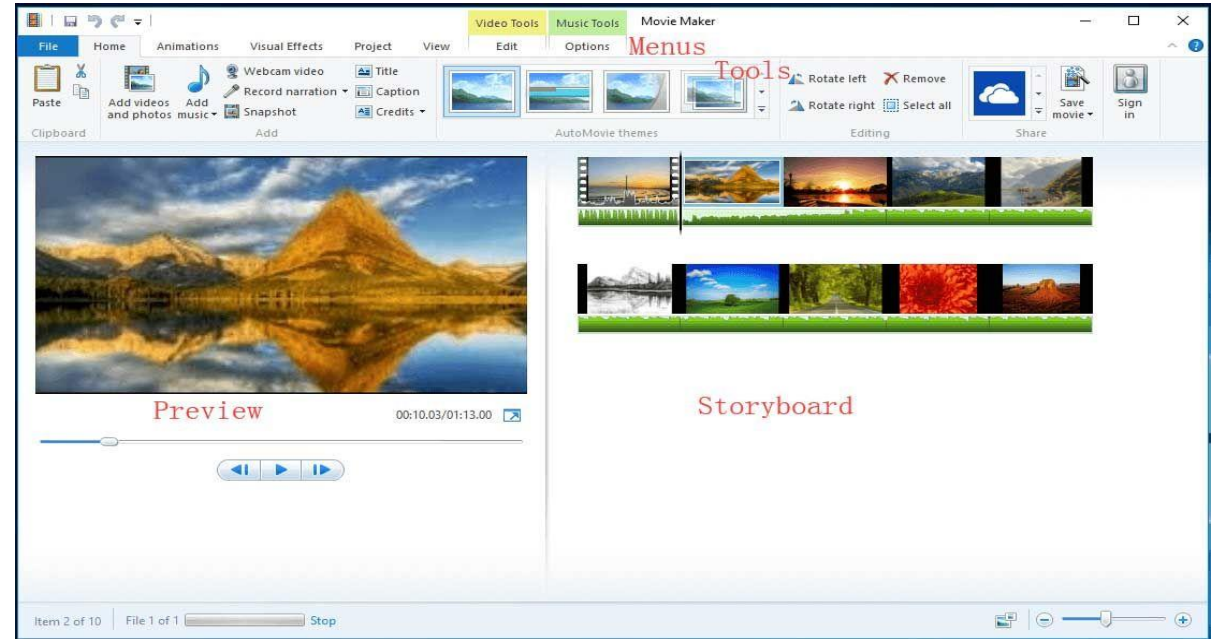 Video Tools Music Tools Movie Maker
File Home Animations Visual Effects Project View Edit Options Menus
Tools
Paste
Add videos and photos
Add music
Webcam video
Record narration
Snapshot
Title
Caption
Credits
Rotate left
Rotate right
Remove
Select all
Save movie
Sign in
Clipboard Add AutoMovie themes Editing Share
Preview
00:10.03/01:13.00
Storyboard
Item 2 of 10 File 1 of 1 Stop